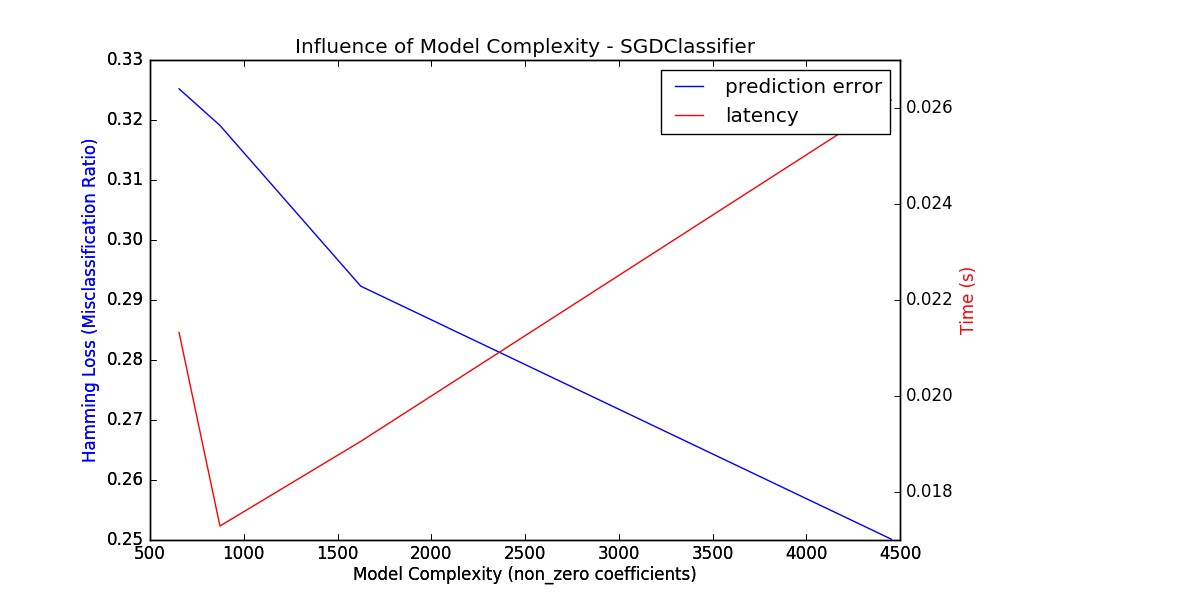 Influence of Model Complexity - SGDClassifier
prediction error
latency
0.33
0.32
0.31
0.30
0.29
0.28
0.27
0.26
0.25
Hamming Loss (Misclassification Ratio)
0.026
0.024
0.022
0.020
0.018
Time (s)
500 1000 1500 2000 2500 3000 3500 4000 4500
Model Complexity (non_zero coefficients)